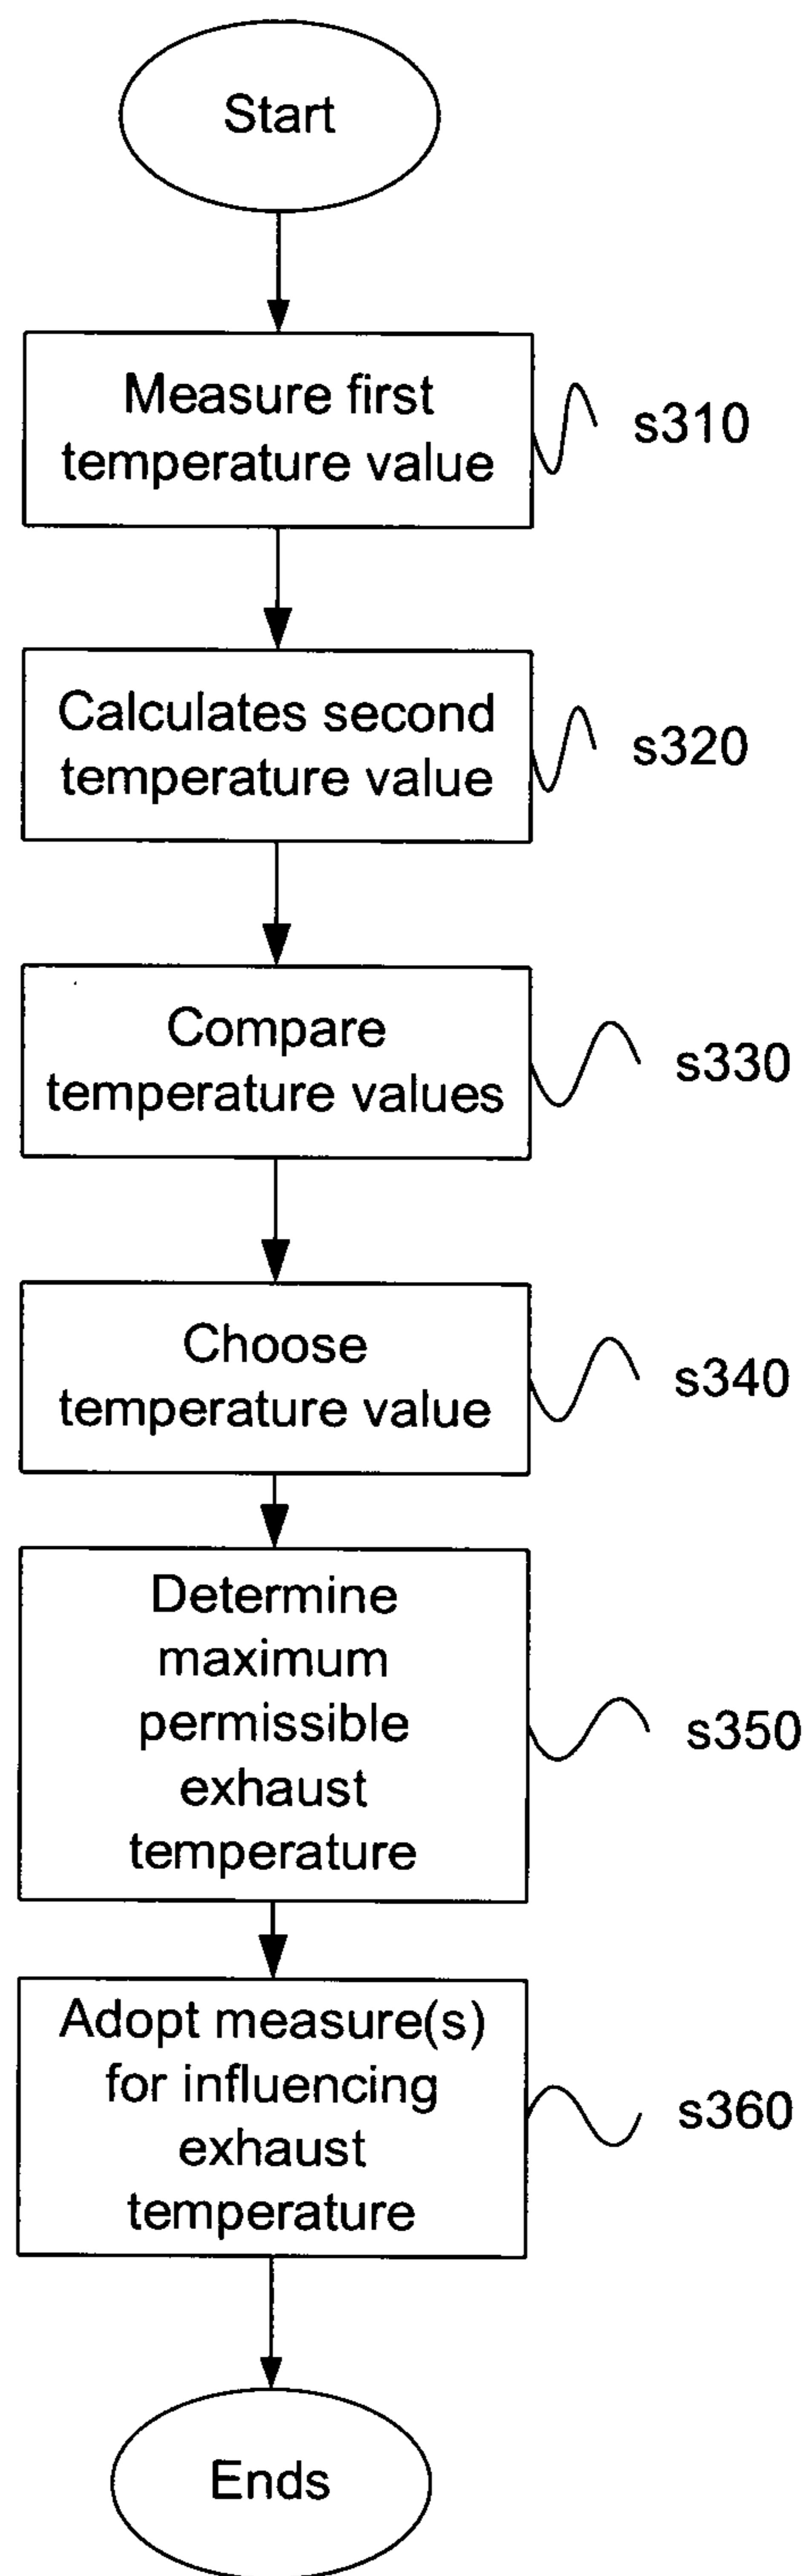 Start
Measure first
temperature value
s310
Calculates second
temperature value
s320
Compare
temperature values
s330
Choose
temperature value
s340
Determine
maximum
permissible
exhaust
temperature
s350
Adopt measure(s)
for influencing
exhaust
temperature
s360
Ends